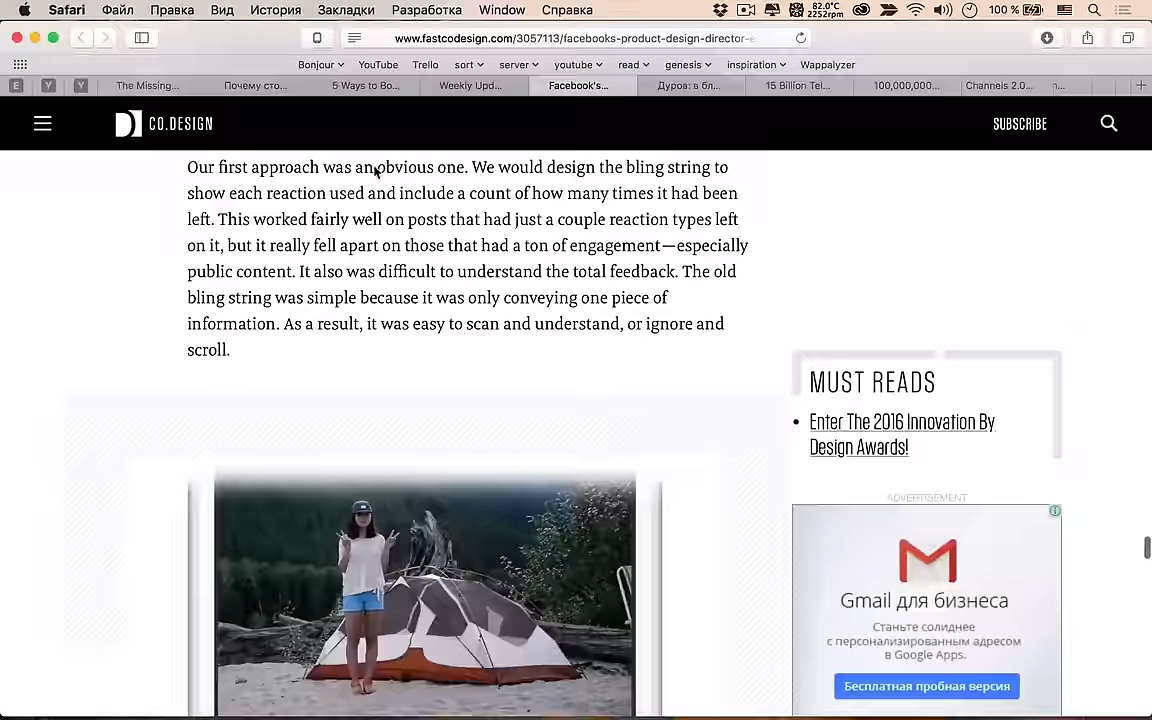 Safari Файл Правка Вид История Закладки Разработка Window Справка 82.0°C 2252rpm 100 %
www.fastcodesign.com/3057113/facebooks-product-design-director-e
Bonjour YouTube Trello sort server youtube read genesis inspiration Wappalyzer
E Y Y The Missing... Почему сто... 5 Ways to Bo... Weekly Upd... Facebook's... Дуров: в бл... 15 Billion Tel... 100,000,000... Channels 2.0...
CO.DESIGN SUBSCRIBE
Our first approach was an obvious one. We would design the bling string to
show each reaction used and include a count of how many times it had been
left. This worked fairly well on posts that had just a couple reaction types left
on it, but it really fell apart on those that had a ton of engagement—especially
public content. It also was difficult to understand the total feedback. The old
bling string was simple because it was only conveying one piece of
information. As a result, it was easy to scan and understand, or ignore and
scroll.
MUST READS
• Enter The 2016 Innovation By
Design Awards!
ADVERTISEMENT
Gmail для бизнеса
Станьте солиднее
с персонализированным адресом
в Google Apps.
Бесплатная пробная версия